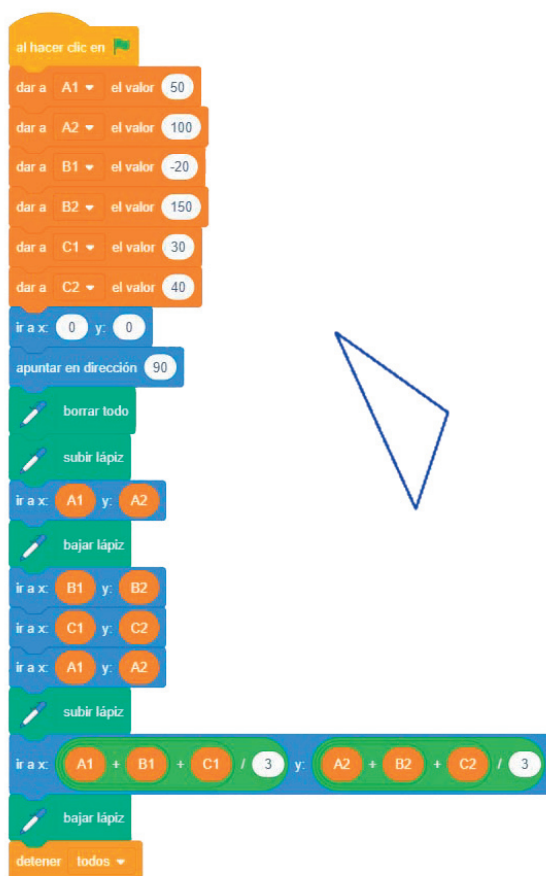 al hacer clic en
dar a A1 el valor 50
dar a A2 el valor 100
dar a B1 el valor -20
dar a B2 el valor 150
dar a C1 el valor 30
dar a C2 el valor 40
ir a x: 0 y: 0
apuntar en dirección 90
borrar todo
subir lápiz
ir a x: A1 y: A2
bajar lápiz
ir a x: B1 y: B2
ir a x: C1 y: C2
ir a x: A1 y: A2
subir lápiz
ir a x: A1 + B1 + C1 / 3 y: A2 + B2 + C2 / 3
bajar lápiz
detener todos